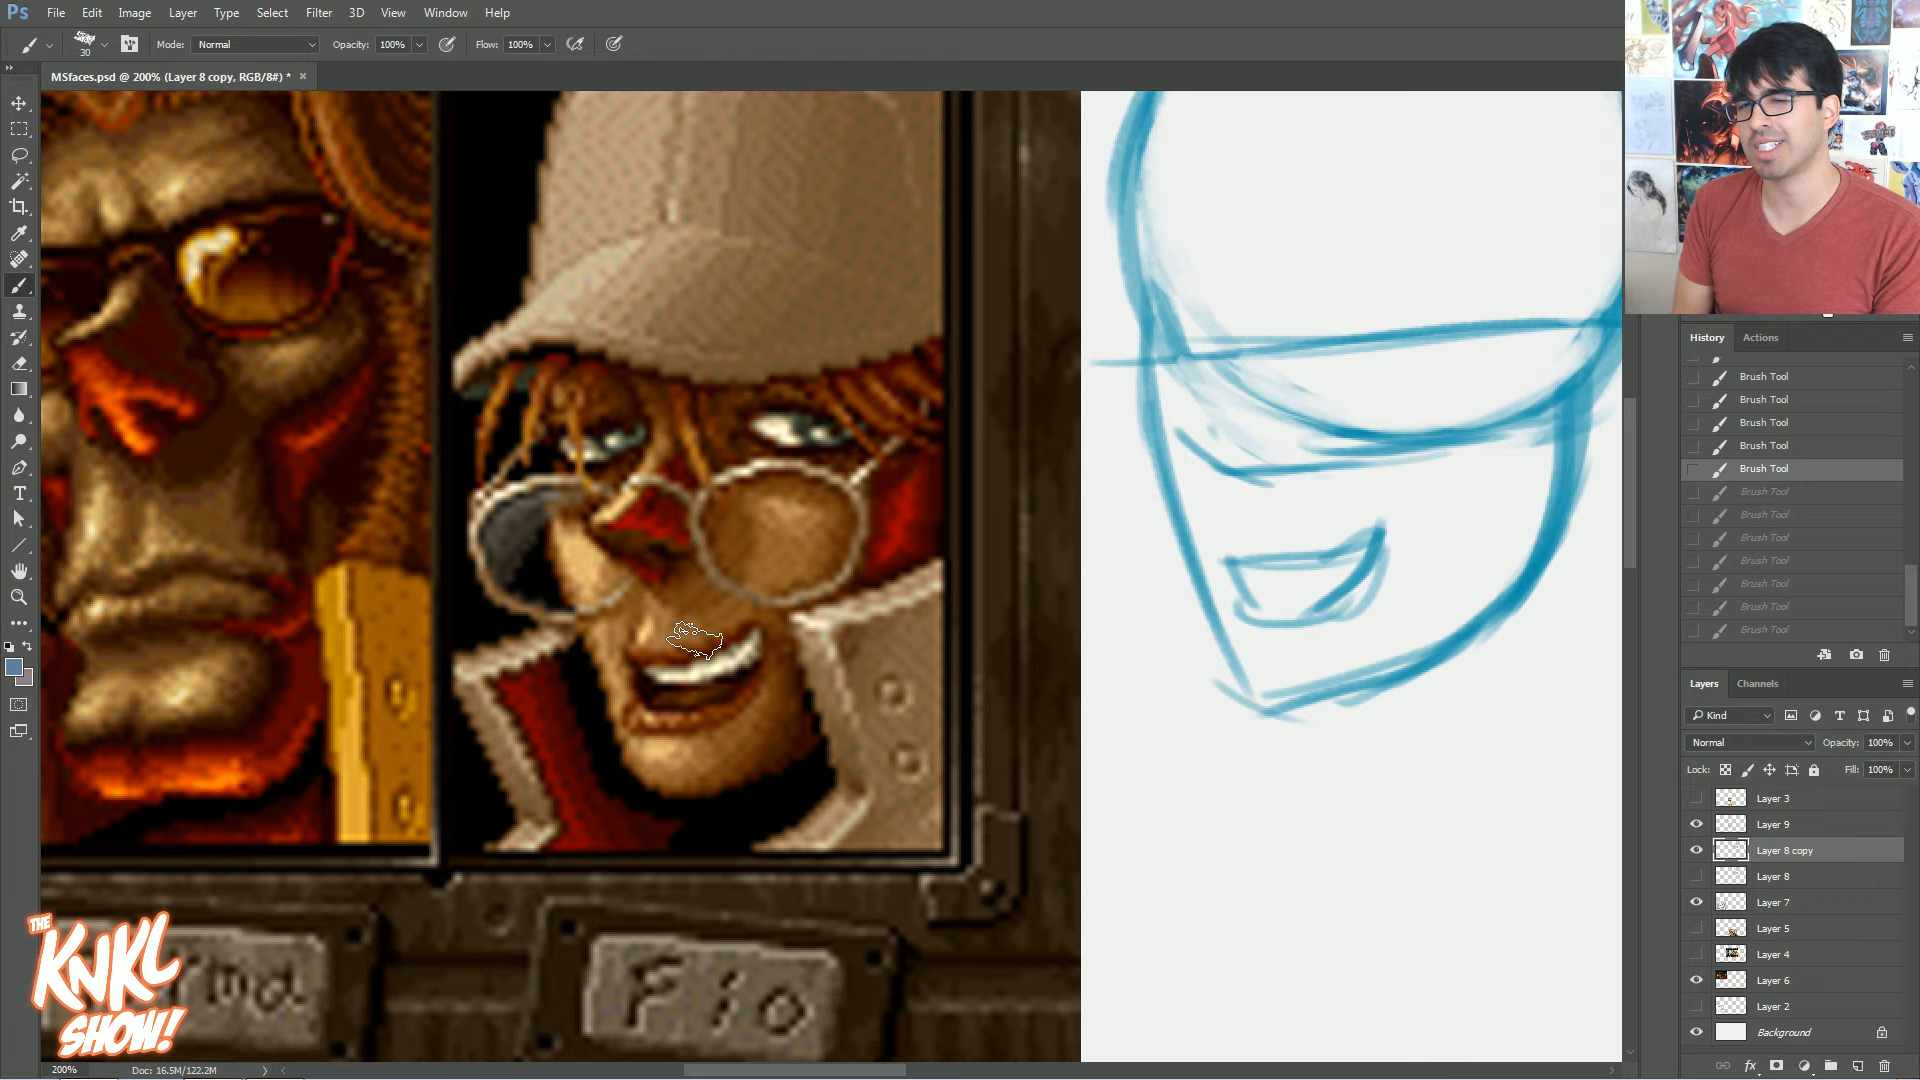 Ps File Edit Image Layer Type Select Filter 3D View Window Help
30 Mode: Normal Opacity: 100% Flow: 100%
MSfaces.psd @ 200% (Layer 8 copy, RGB/8#) * ×
History Actions
Brush Tool
Brush Tool
Brush Tool
Brush Tool
Brush Tool
Brush Tool
Brush Tool
Brush Tool
Brush Tool
Brush Tool
Brush Tool
Brush Tool
Layers Channels
Kind
Normal Opacity: 100%
Lock: Fill: 100%
Layer 3
Layer 9
Layer 8 copy
Layer 8
Layer 7
Layer 5
Layer 4
Layer 6
Layer 2
Background
Fio
THE
KNKL
SHOW!
200% Doc: 16.5M/122.2M